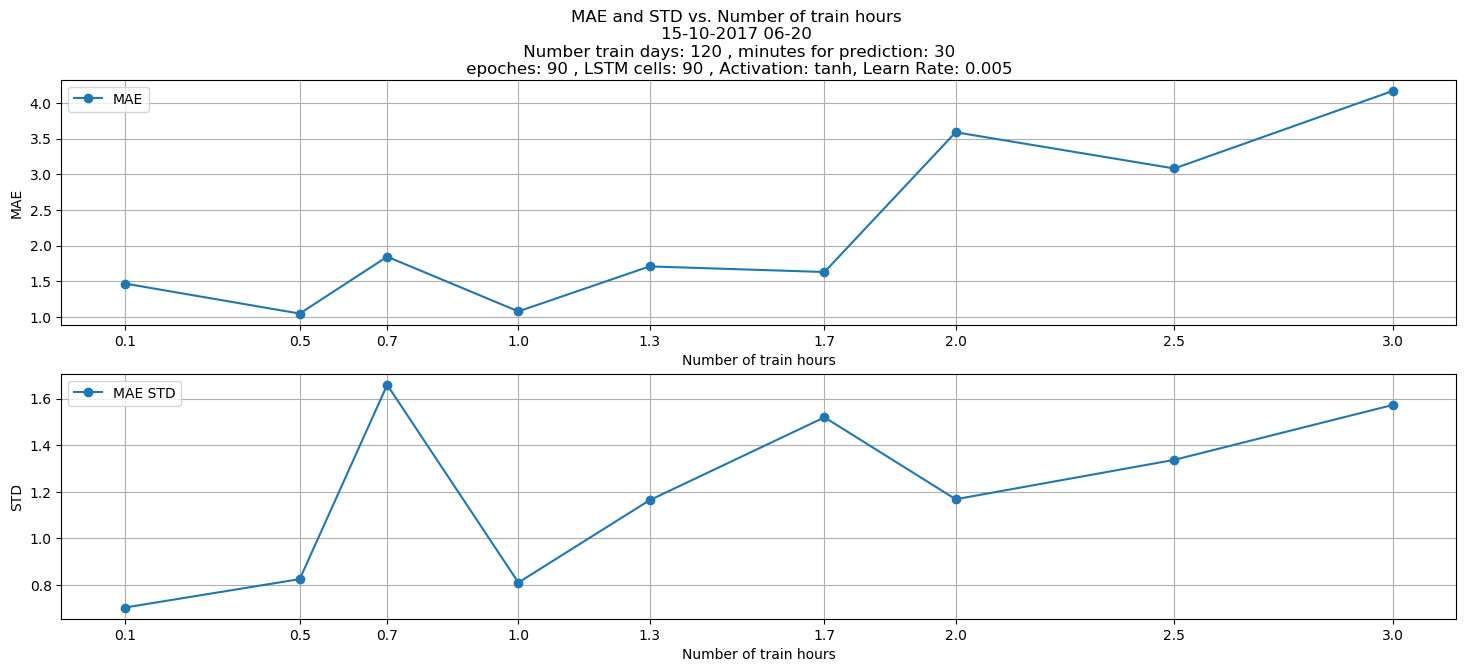 MAE and STD vs. Number of train hours
15-10-2017 06-20
Number train days: 120 , minutes for prediction: 30
epoches: 90 , LSTM cells: 90 , Activation: tanh, Learn Rate: 0.005
MAE
4.0
3.5
3.0
2.5
2.0
1.5
1.0
MAE
0.1 0.5 0.7 1.0 1.3 1.7 2.0 2.5 3.0
Number of train hours
MAE STD
1.6
1.4
1.2
1.0
0.8
STD
0.1 0.5 0.7 1.0 1.3 1.7 2.0 2.5 3.0
Number of train hours